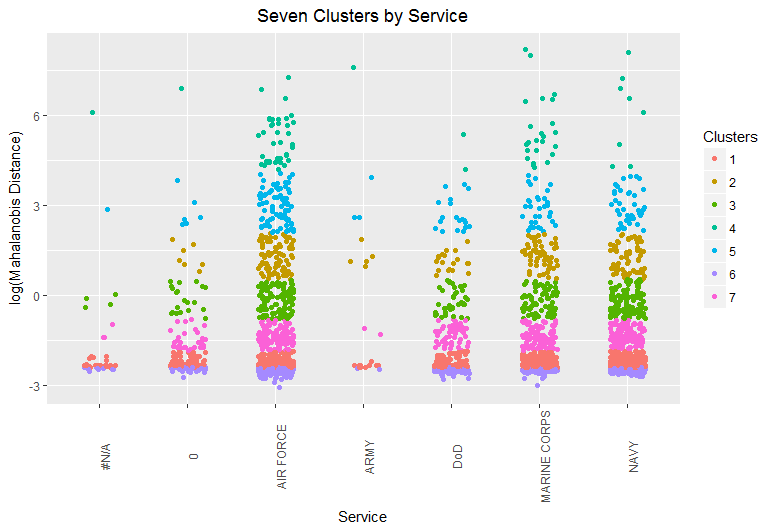 Seven Clusters by Service
log(Mahalanobis Distance)
6
3
0
-3
#N/A
0
AIR FORCE
ARMY
DoD
MARINE CORPS
NAVY
Service
Clusters
1
2
3
4
5
6
7